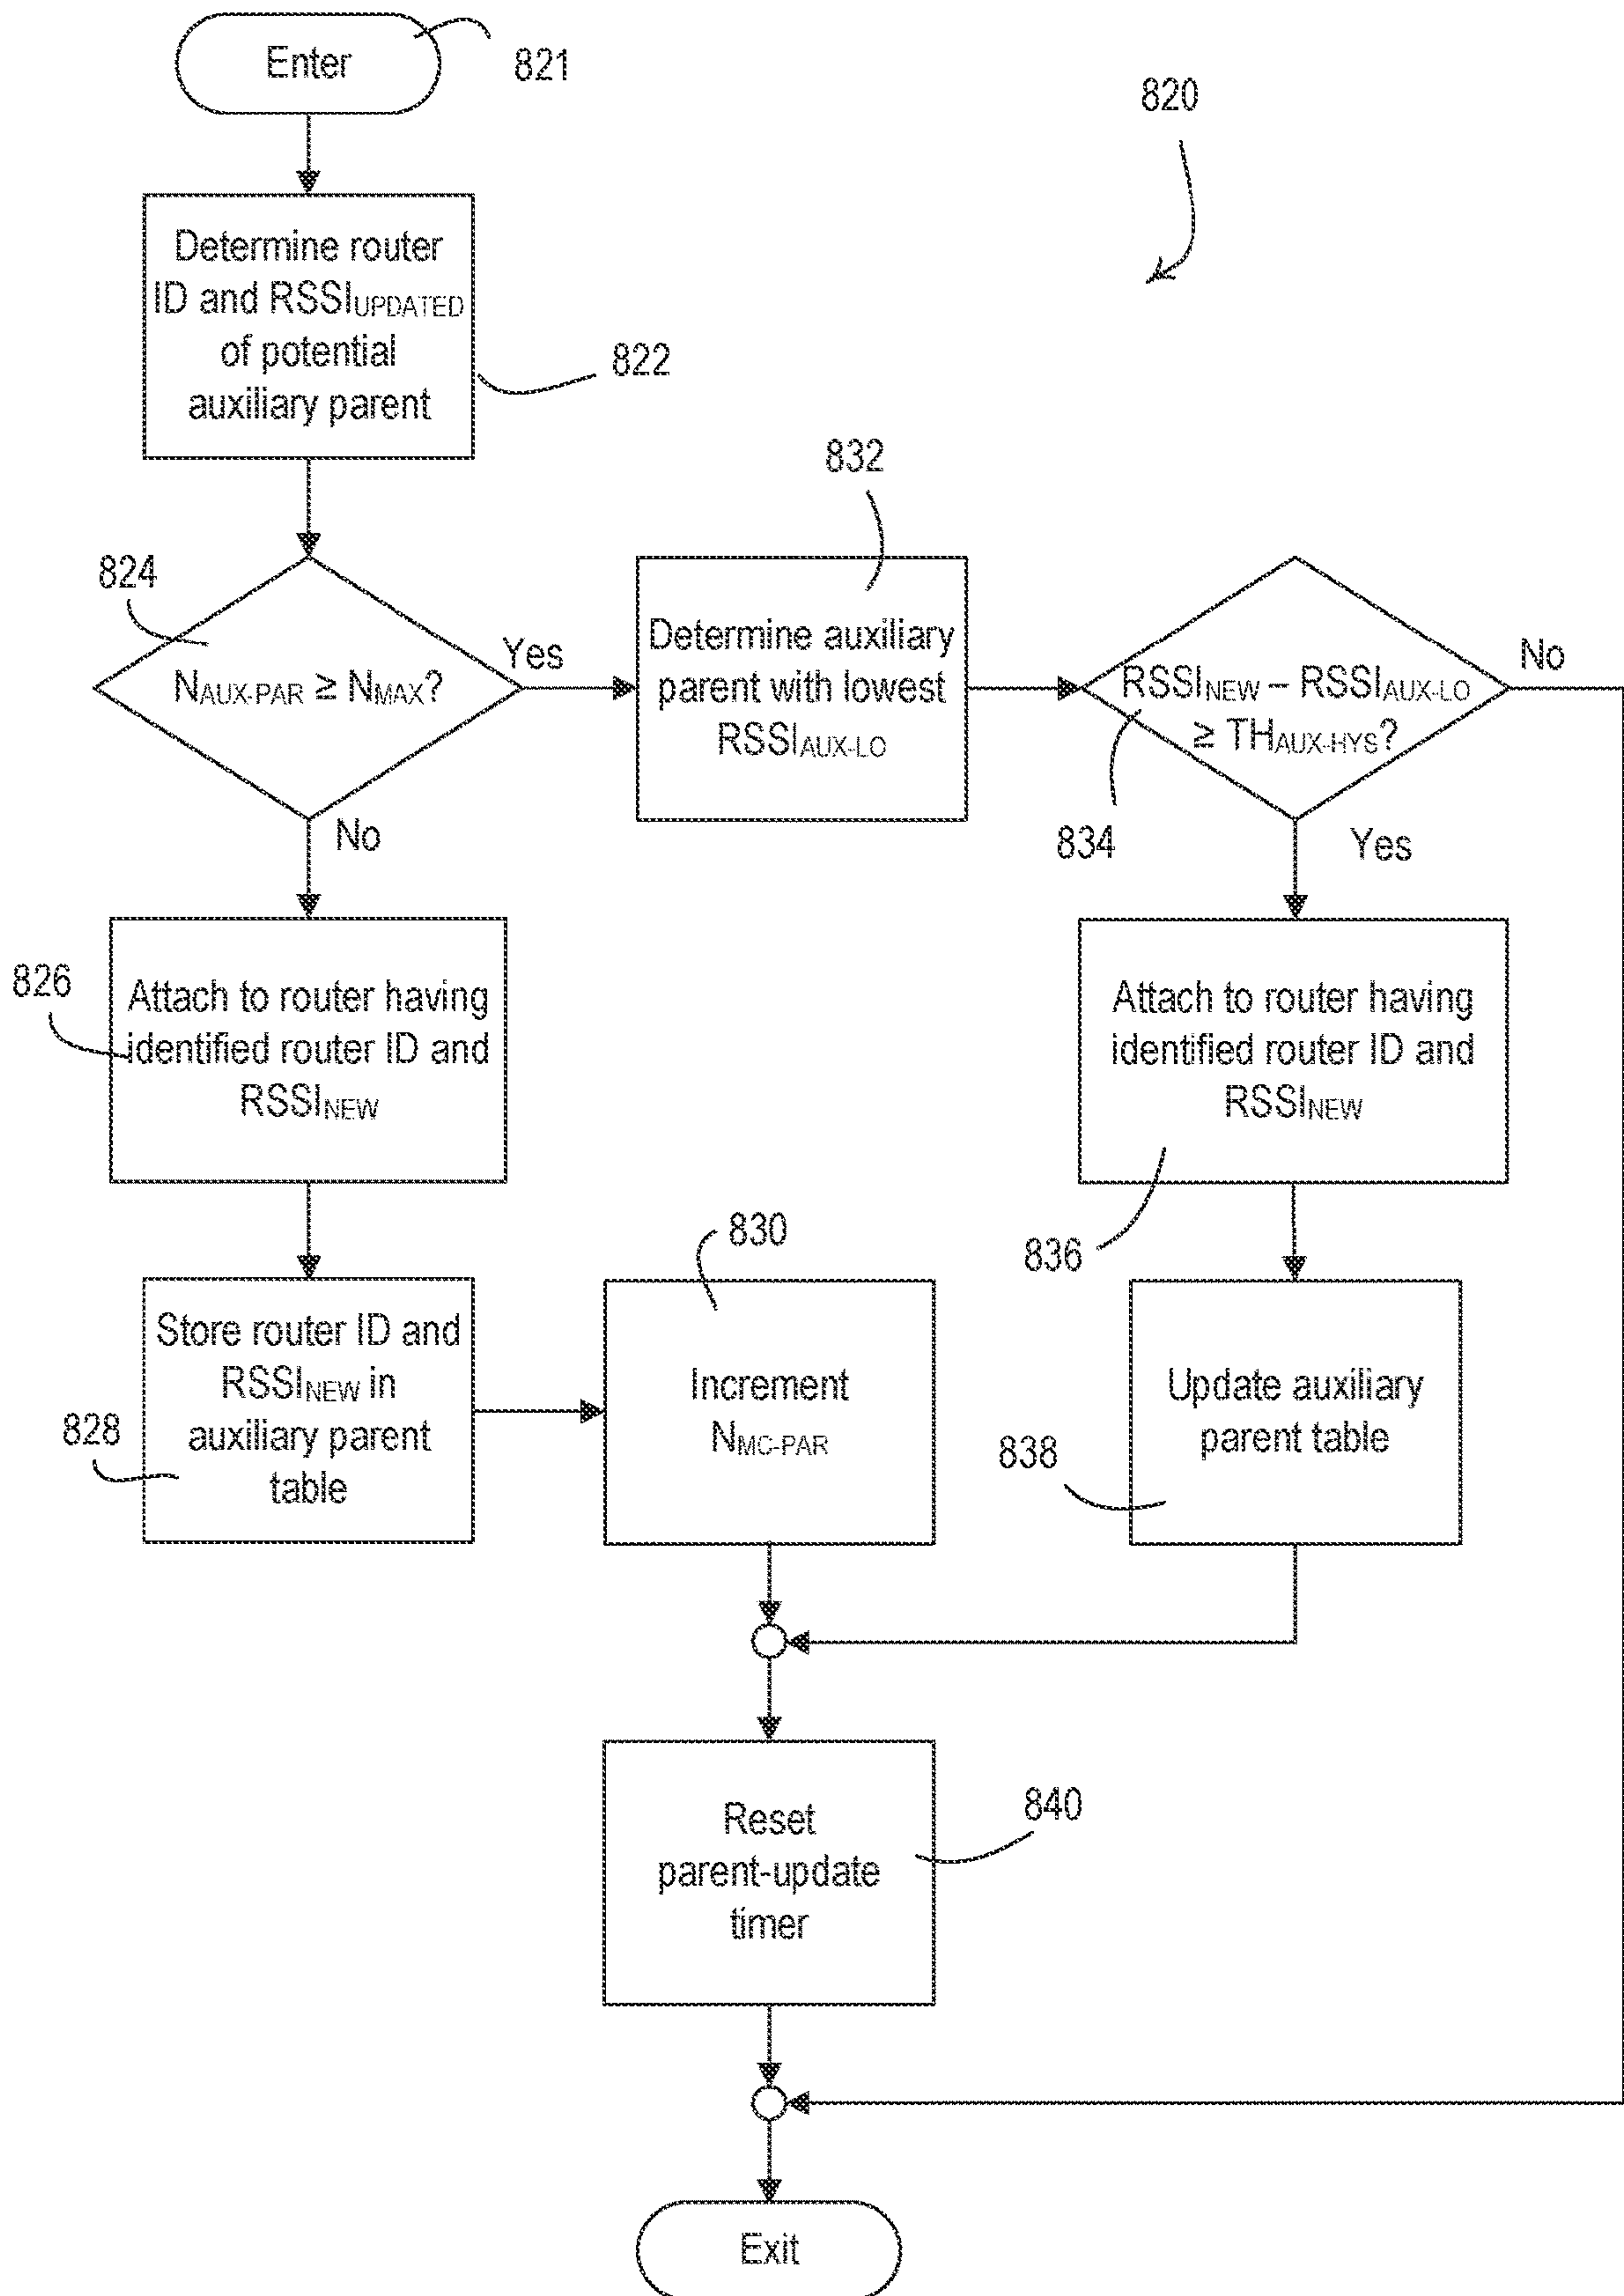 Enter
821
820
Determine router
ID and RSSIUPDATED
of potential
auxiliary parent
822
832
824
NAUX-PAR ≥ NMAX?
Yes
Determine auxiliary
parent with lowest
RSSIAUX-LO
RSSINEW – RSSIAUX-LO
≥ THAUX-HYS?
No
834
No
Yes
826
Attach to router having
identified router ID and
RSSINEW
Attach to router having
identified router ID and
RSSINEW
836
830
Store router ID and
RSSINEW in
auxiliary parent
table
828
Increment
NMC-PAR
Update auxiliary
parent table
838
Reset
parent-update
timer
840
Exit